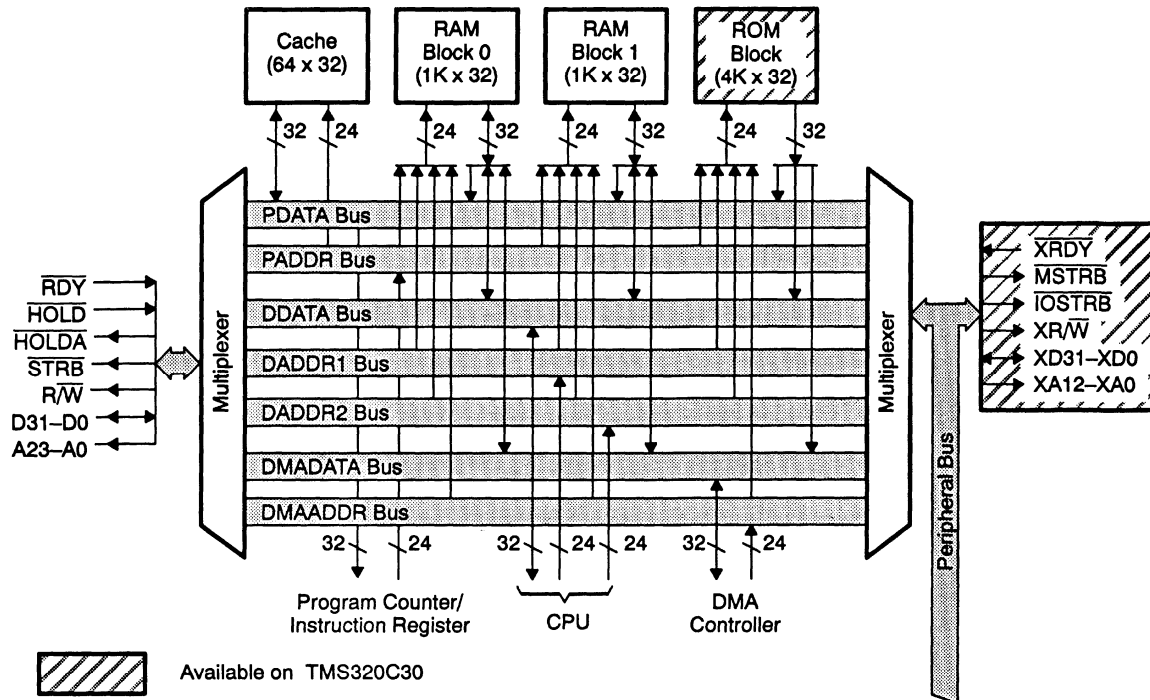 Cache
(64 x 32)
RAM
Block 0
(1K x 32)
RAM
Block 1
(1K x 32)
ROM
Block
(4K x 32)
32
24
24
32
24
32
24
32
PDATA Bus
PADDR Bus
DDATA Bus
DADDR1 Bus
DADDR2 Bus
DMADATA Bus
DMAADDR Bus
Multiplexer
Multiplexer
RDY
HOLD
HOLDA
STRB
R/W
D31–D0
A23–A0
XRDY
MSTRB
IOSTRB
XR/W
XD31–XD0
XA12–XA0
Peripheral Bus
32
24
32
24
24
32
24
Program Counter/
Instruction Register
CPU
DMA
Controller
Available on TMS320C30